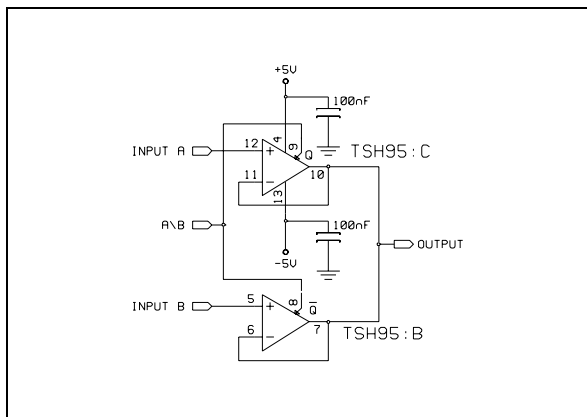 +5V
100nF
4
9
INPUT A
12
+
Q
TSH95:C
11
−
10
13
A\B
100nF
OUTPUT
-5V
INPUT B
5
+
8
Q̅
6
−
7
TSH95:B